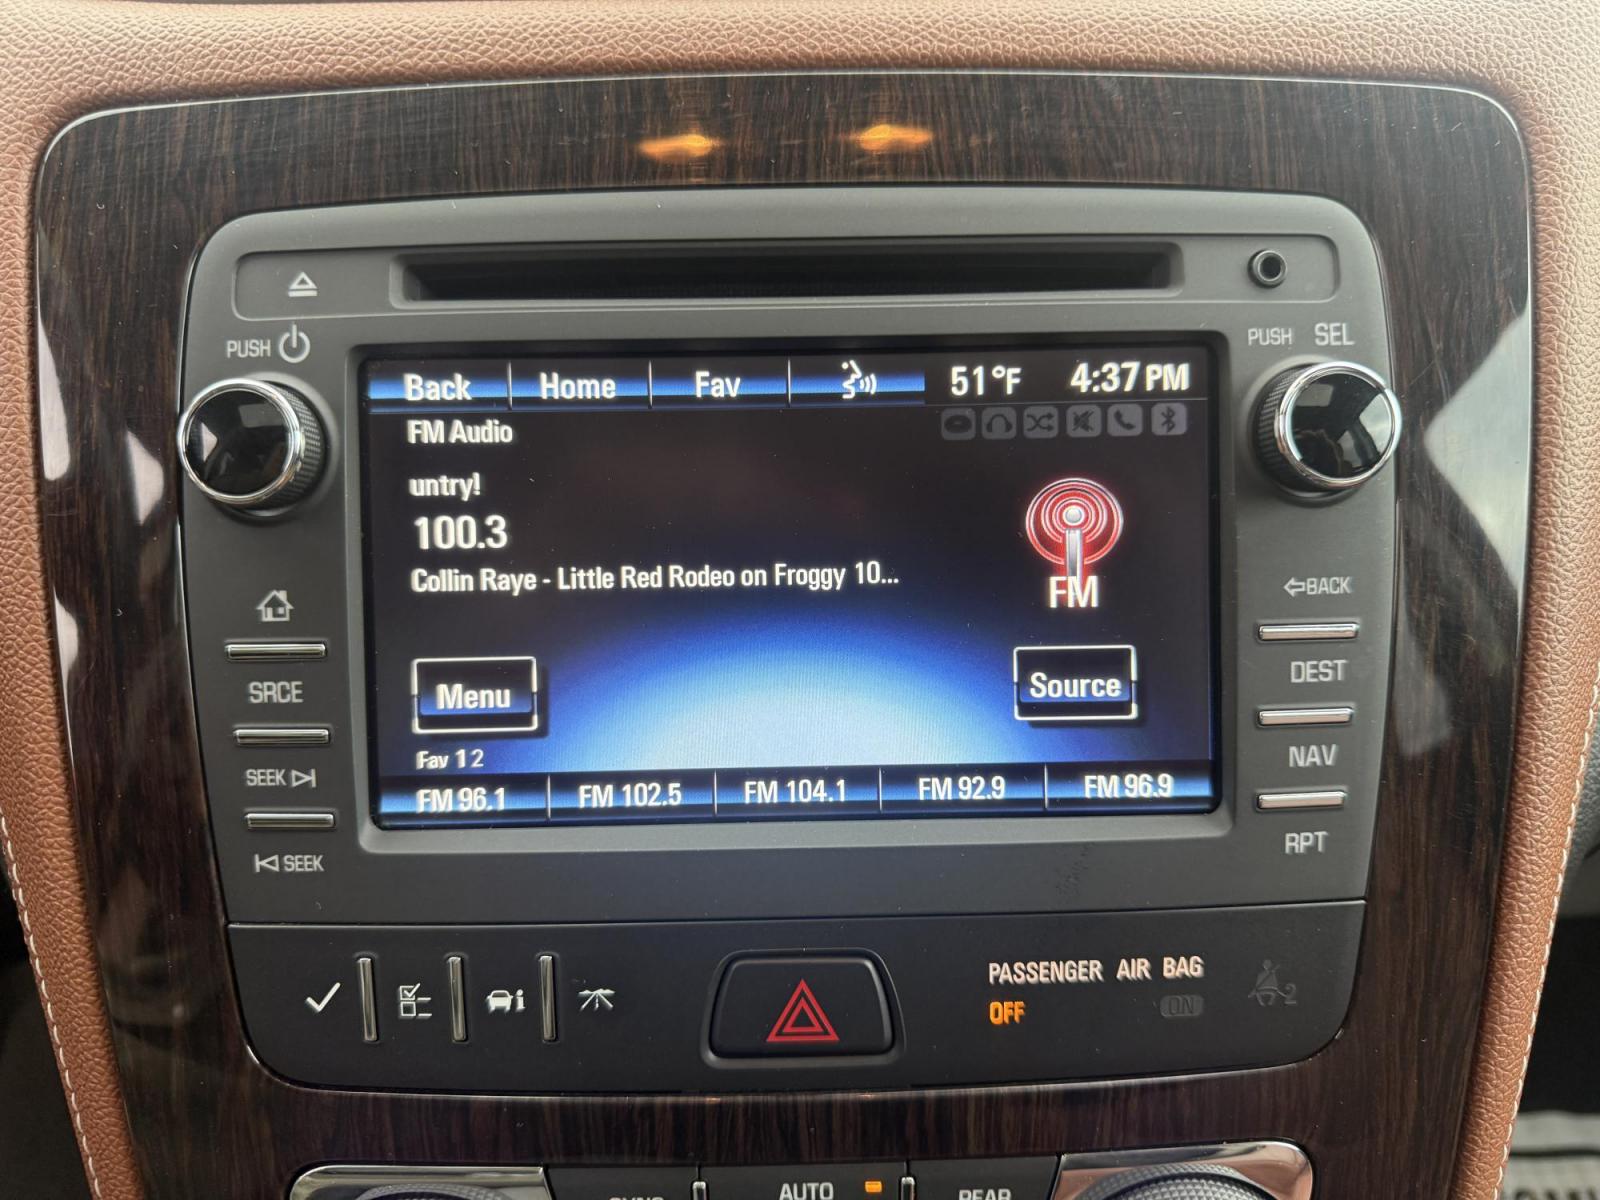 PUSH
PUSH SEL
Back Home Fav 51°F 4:37 PM
FM Audio
untry!
100.3
Collin Raye - Little Red Rodeo on Froggy 10...
FM
Menu
Source
Fav 1 2
FM 96.1 FM 102.5 FM 104.1 FM 92.9 FM 96.9
SRCE
SEEK
SEEK
BACK
DEST
NAV
RPT
PASSENGER AIR BAG
OFF ON
2
SYNC AUTO REAR